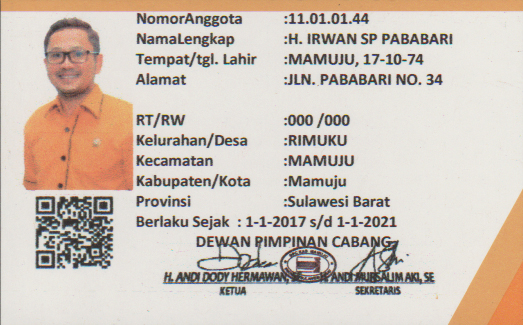 NomorAnggota :11.01.01.44
NamaLengkap :H. IRWAN SP PABABARI
Tempat/tgl. Lahir :MAMUJU, 17-10-74
Alamat :JLN. PABABARI NO. 34
RT/RW :000 /000
Kelurahan/Desa :RIMUKU
Kecamatan :MAMUJU
Kabupaten/Kota :Mamuju
Provinsi :Sulawesi Barat
Berlaku Sejak : 1-1-2017 s/d 1-1-2021
DEWAN PIMPINAN CABANG
H. ANDI DODY HERMAWAN, SE H. ANDI MURSALIM AKI, SE
KETUA SEKRETARIS